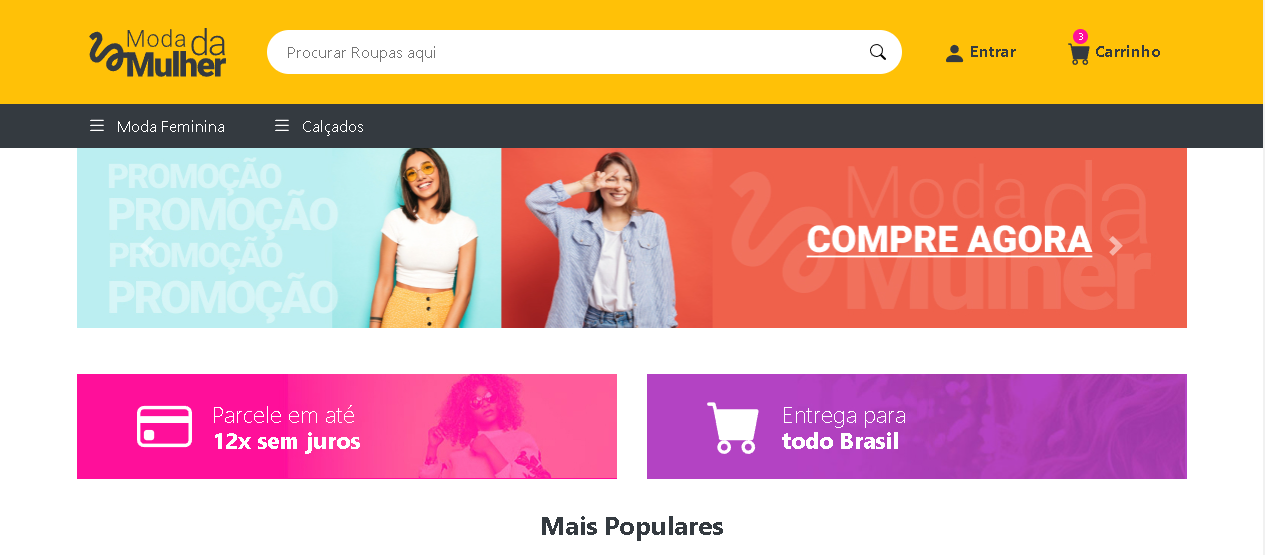 Moda da
Mulher
Procurar Roupas aqui
Entrar
3
Carrinho
Moda Feminina
Calçados
PROMOÇÃO
PROMOÇÃO
PROMOÇÃO
PROMOÇÃO
Moda da
Mulher
COMPRE AGORA
Parcele em até
12x sem juros
Entrega para
todo Brasil
Mais Populares